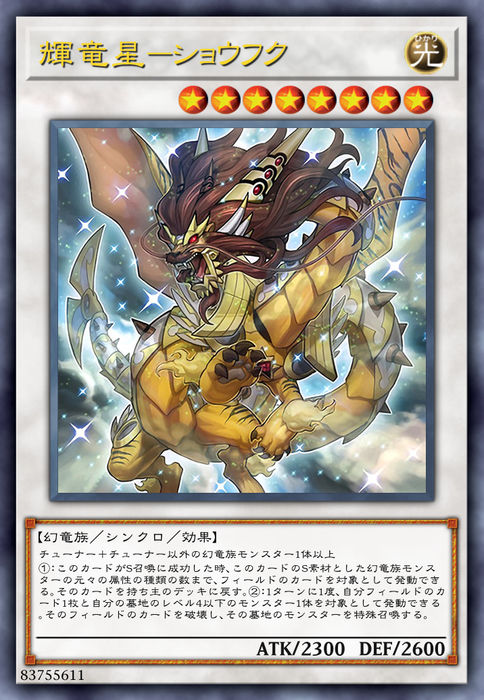 輝竜星－ショウフク
ひかり
光
【幻竜族／シンクロ／効果】
チューナー＋チューナー以外の幻竜族モンスター1体以上
①：このカードがS召喚に成功した時、このカードのS素材とした幻竜族モンス
ターの元々の属性の種類の数まで、フィールドのカードを対象として発動でき
る。そのカードを持ち主のデッキに戻す。②：1ターンに1度、自分フィールドのカ
ード1枚と自分の墓地のレベル4以下のモンスター1体を対象として発動できる
。そのフィールドのカードを破壊し、その墓地のモンスターを特殊召喚する。
ATK/2300 DEF/2600
83755611